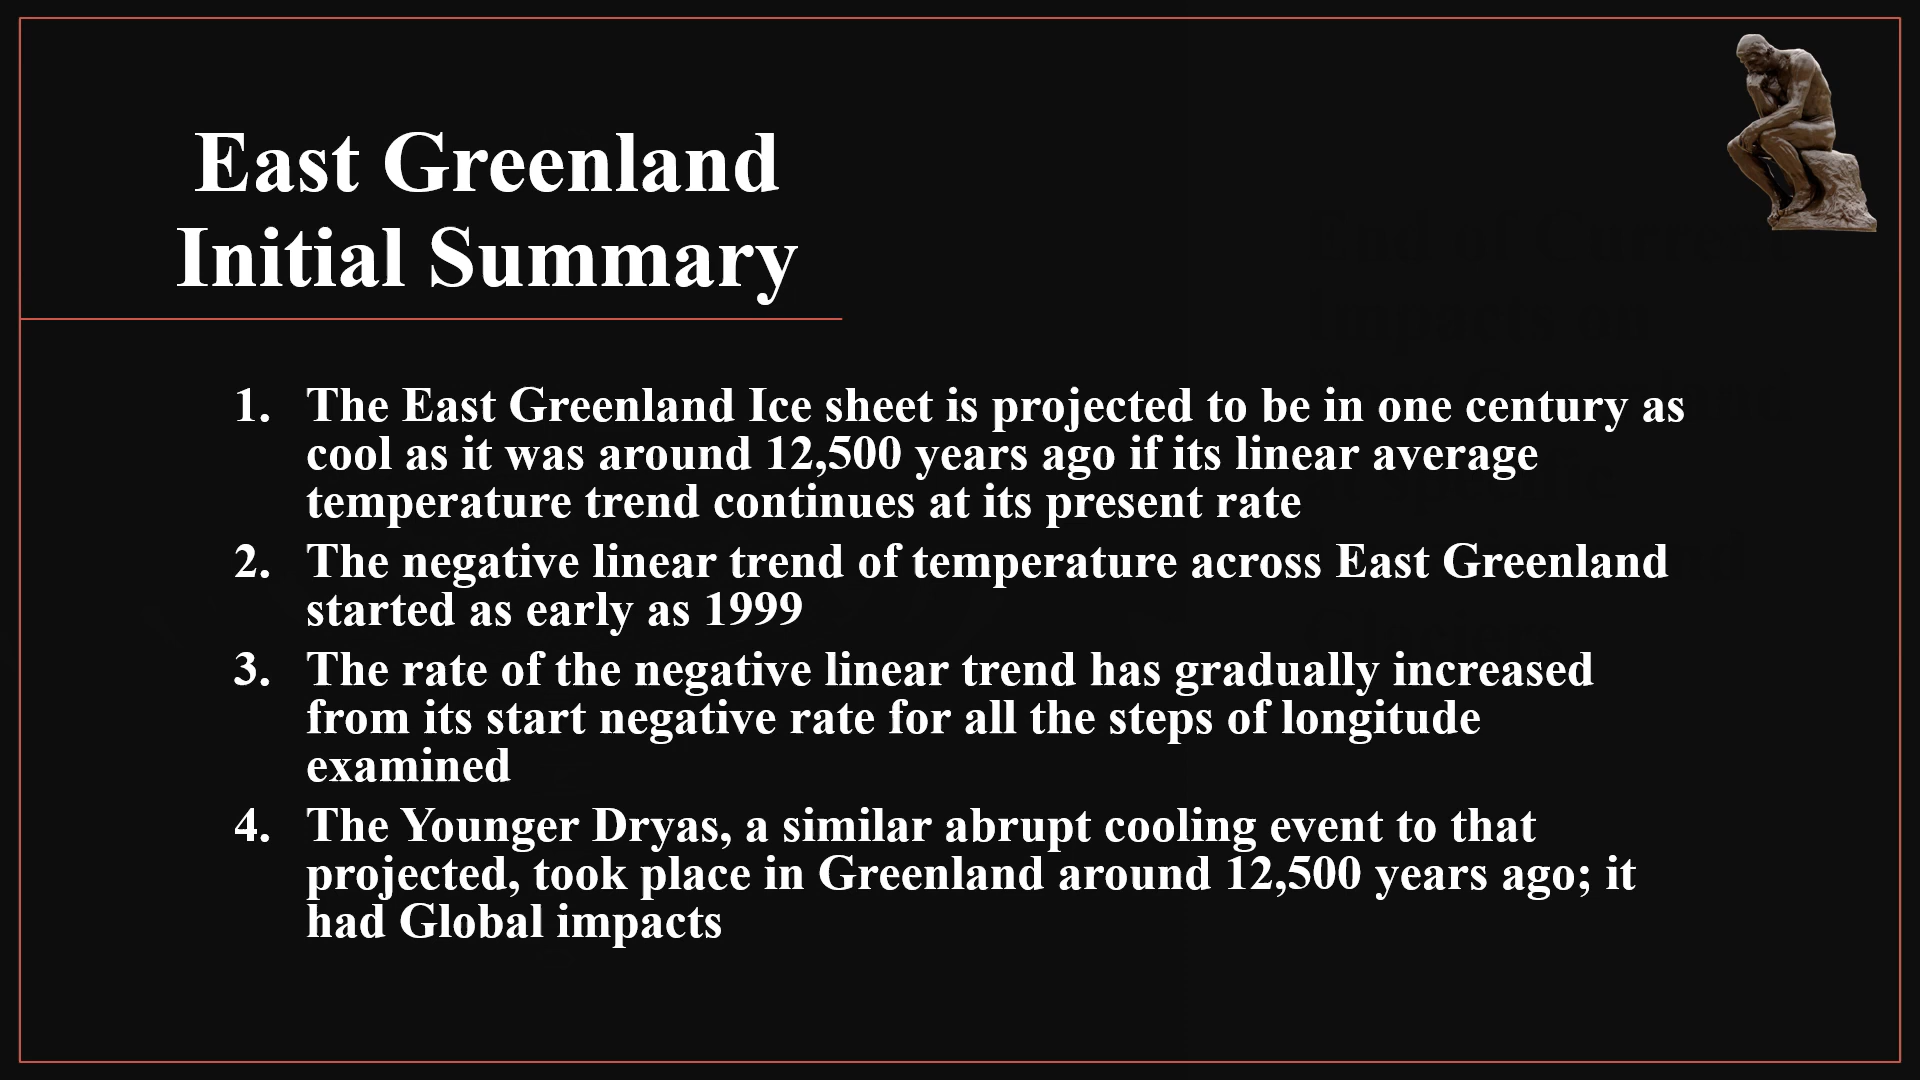 East Greenland
Initial Summary
1. The East Greenland Ice sheet is projected to be in one century as
cool as it was around 12,500 years ago if its linear average
temperature trend continues at its present rate
2. The negative linear trend of temperature across East Greenland
started as early as 1999
3. The rate of the negative linear trend has gradually increased
from its start negative rate for all the steps of longitude
examined
4. The Younger Dryas, a similar abrupt cooling event to that
projected, took place in Greenland around 12,500 years ago; it
had Global impacts